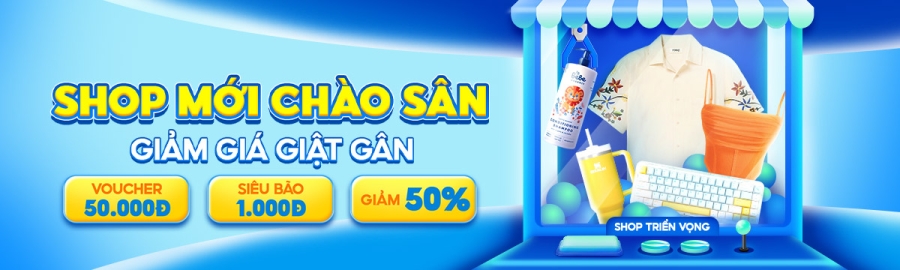 SHOP MỚI CHÀO SÂN
GIẢM GIÁ GIẬT GÂN
VOUCHER
50.000Đ
SIÊU BÀO
1.000Đ
GIẢM 50%
SHOP TRIỂN VỌNG